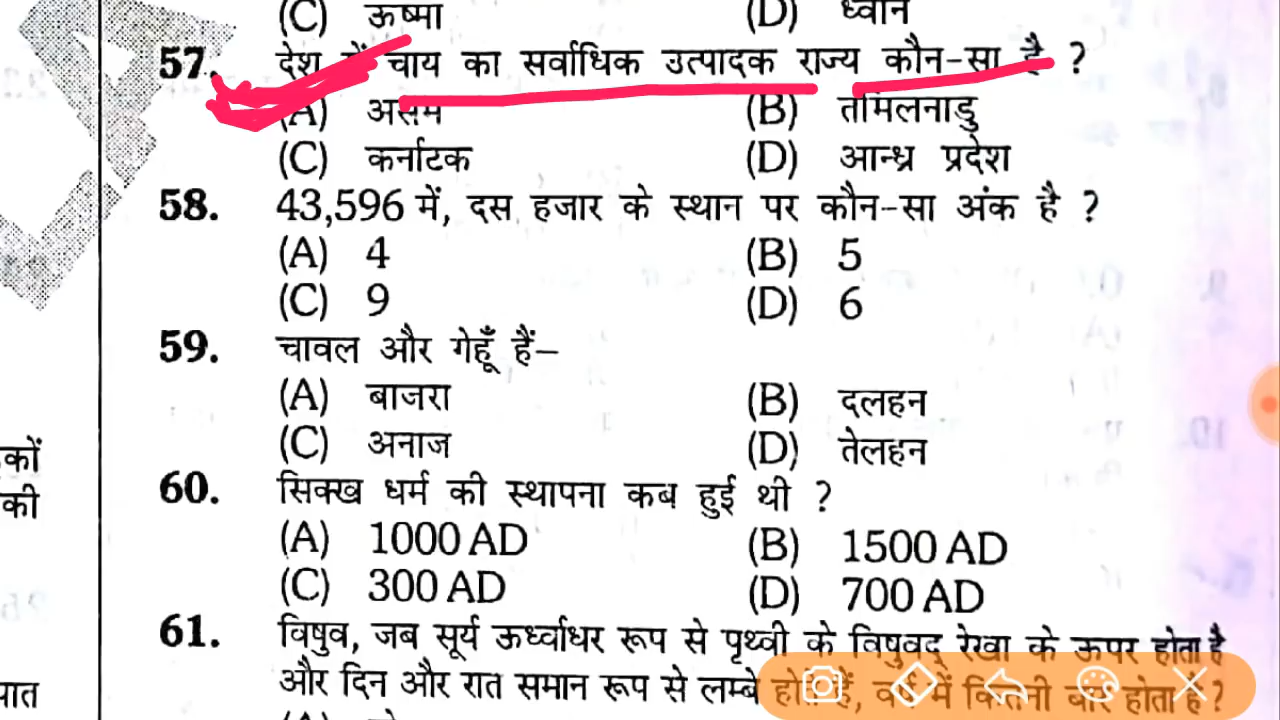 (C) ऊष्मा (D) ध्वनि
57. देश में चाय का सर्वाधिक उत्पादक राज्य कौन-सा है ?
(A) असम (B) तमिलनाडु
(C) कर्नाटक (D) आन्ध्र प्रदेश
58. 43,596 में, दस हजार के स्थान पर कौन-सा अंक है ?
(A) 4 (B) 5
(C) 9 (D) 6
59. चावल और गेहूँ हैं–
(A) बाजरा (B) दलहन
(C) अनाज (D) तेलहन
कों
60. सिक्ख धर्म की स्थापना कब हुई थी ?
की
(A) 1000 AD (B) 1500 AD
(C) 300 AD (D) 700 AD
61. विषुव, जब सूर्य ऊर्ध्वाधर रूप से पृथ्वी के विषुवद् रेखा के ऊपर होता है
और दिन और रात समान रूप से लम्बे होते हैं, वर्ष में कितनी बार होता है ?
पात